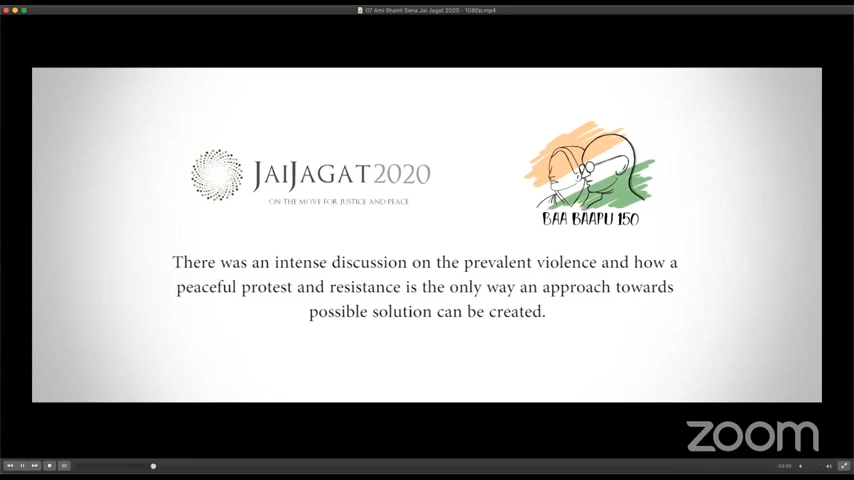 07 Ami Shanti Sena Jai Jagat 2020 - 1080p.mp4
JAIJAGAT2020
ON THE MOVE FOR JUSTICE AND PEACE
BAA BAAPU 150
There was an intense discussion on the prevalent violence and how a
peaceful protest and resistance is the only way an approach towards
possible solution can be created.
zoom